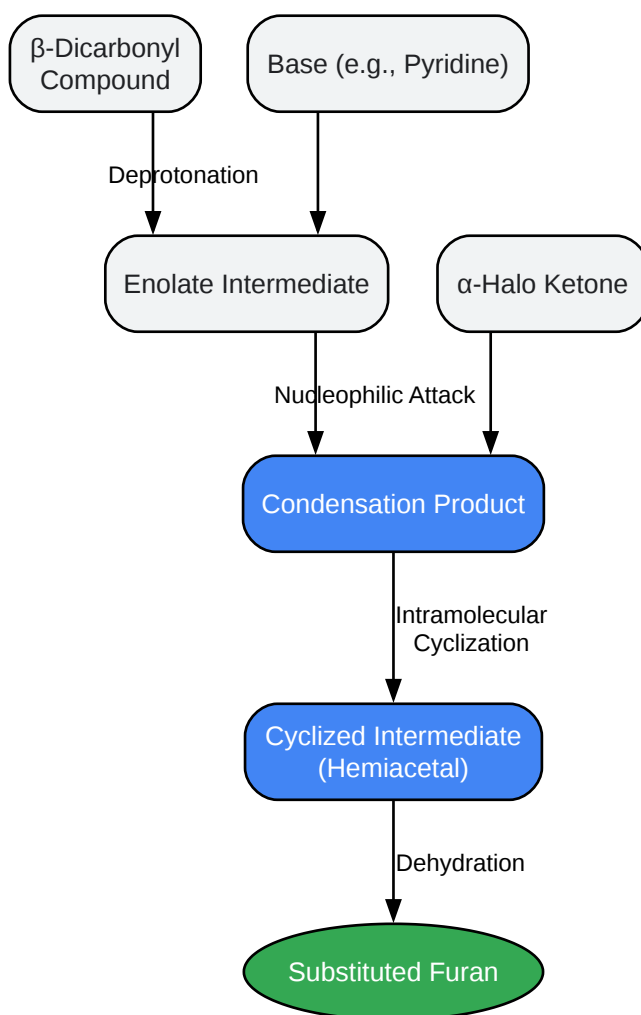 β-Dicarbonyl
Compound
Base (e.g., Pyridine)
Deprotonation
Enolate Intermediate
α-Halo Ketone
Nucleophilic Attack
Condensation Product
Intramolecular
Cyclization
Cyclized Intermediate
(Hemiacetal)
Dehydration
Substituted Furan